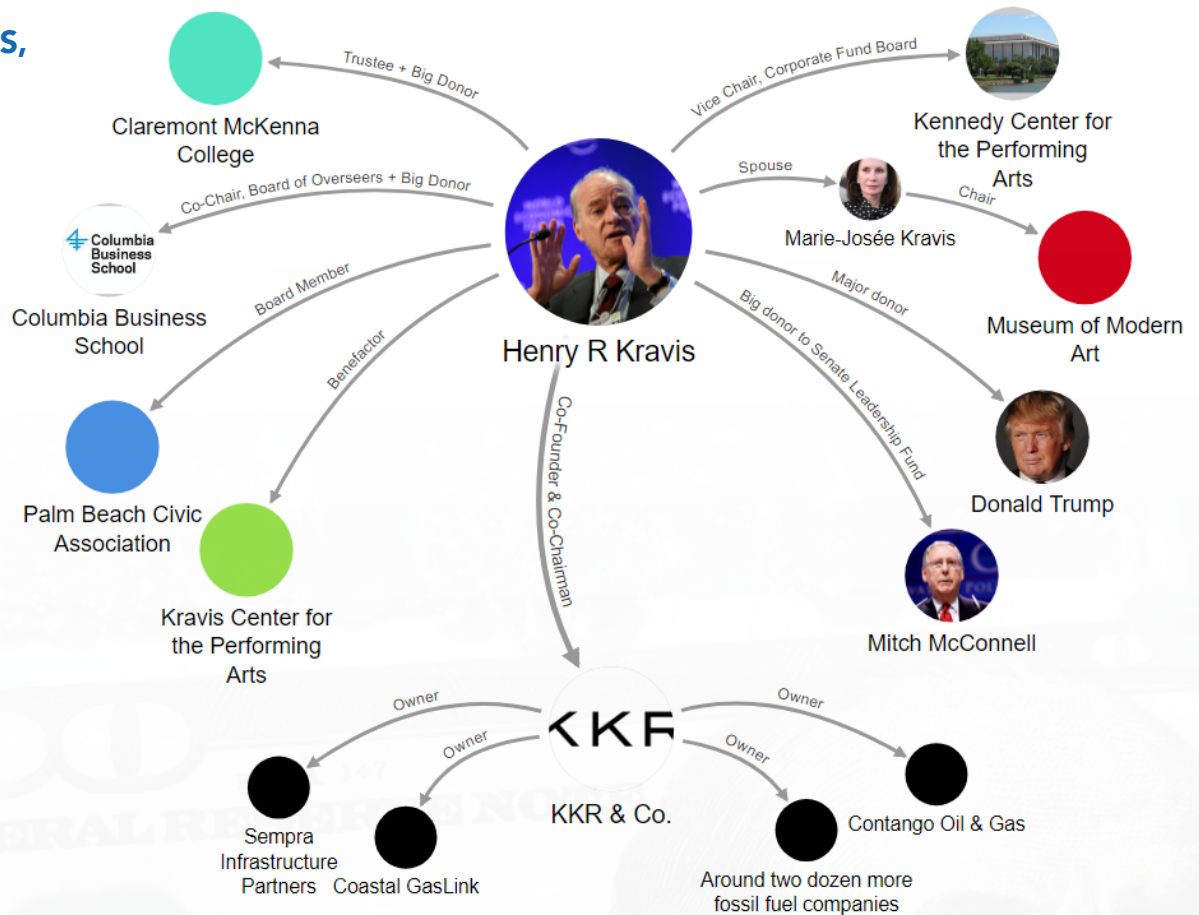 s,
Trustee + Big Donor
Claremont McKenna
College
Vice Chair, Corporate Fund Board
Kennedy Center for
the Performing
Arts
Co-Chair, Board of Overseers + Big Donor
Columbia
Business
School
Columbia Business
School
Spouse
Marie-Josée Kravis
Chair
Museum of Modern
Art
Henry R Kravis
Board Member
Palm Beach Civic
Association
Benefactor
Kravis Center for
the Performing
Arts
Major donor
Donald Trump
Big donor to Senate Leadership Fund
Mitch McConnell
Co-Founder & Co-Chairman
KKR
KKR & Co.
Owner
Sempra
Infrastructure
Partners
Owner
Coastal GasLink
Owner
Around two dozen more
fossil fuel companies
Owner
Contango Oil & Gas